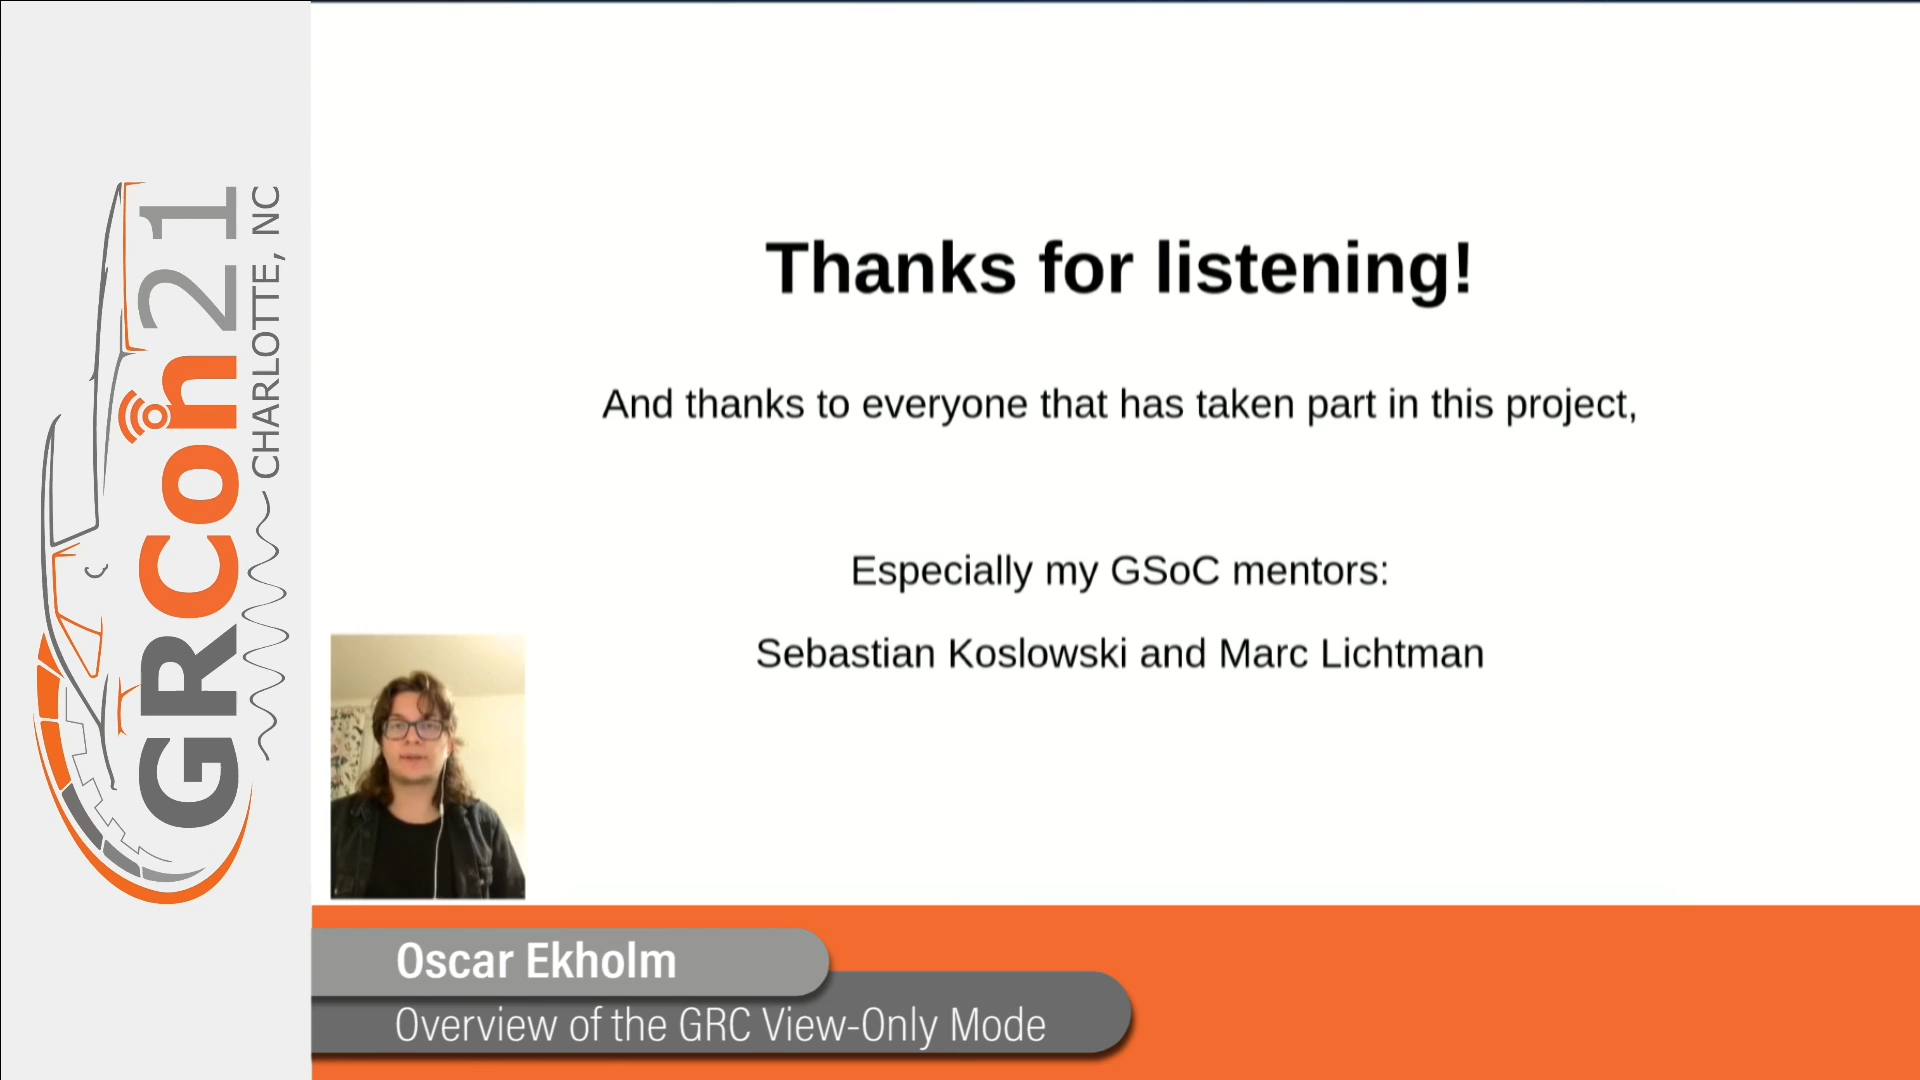 GRCon21
CHARLOTTE, NC
Thanks for listening!
And thanks to everyone that has taken part in this project,
Especially my GSoC mentors:
Sebastian Koslowski and Marc Lichtman
Oscar Ekholm
Overview of the GRC View-Only Mode